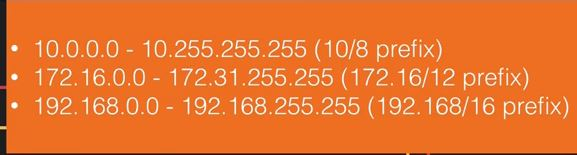 • 10.0.0.0 - 10.255.255.255 (10/8 prefix)
• 172.16.0.0 - 172.31.255.255 (172.16/12 prefix)
• 192.168.0.0 - 192.168.255.255 (192.168/16 prefix)